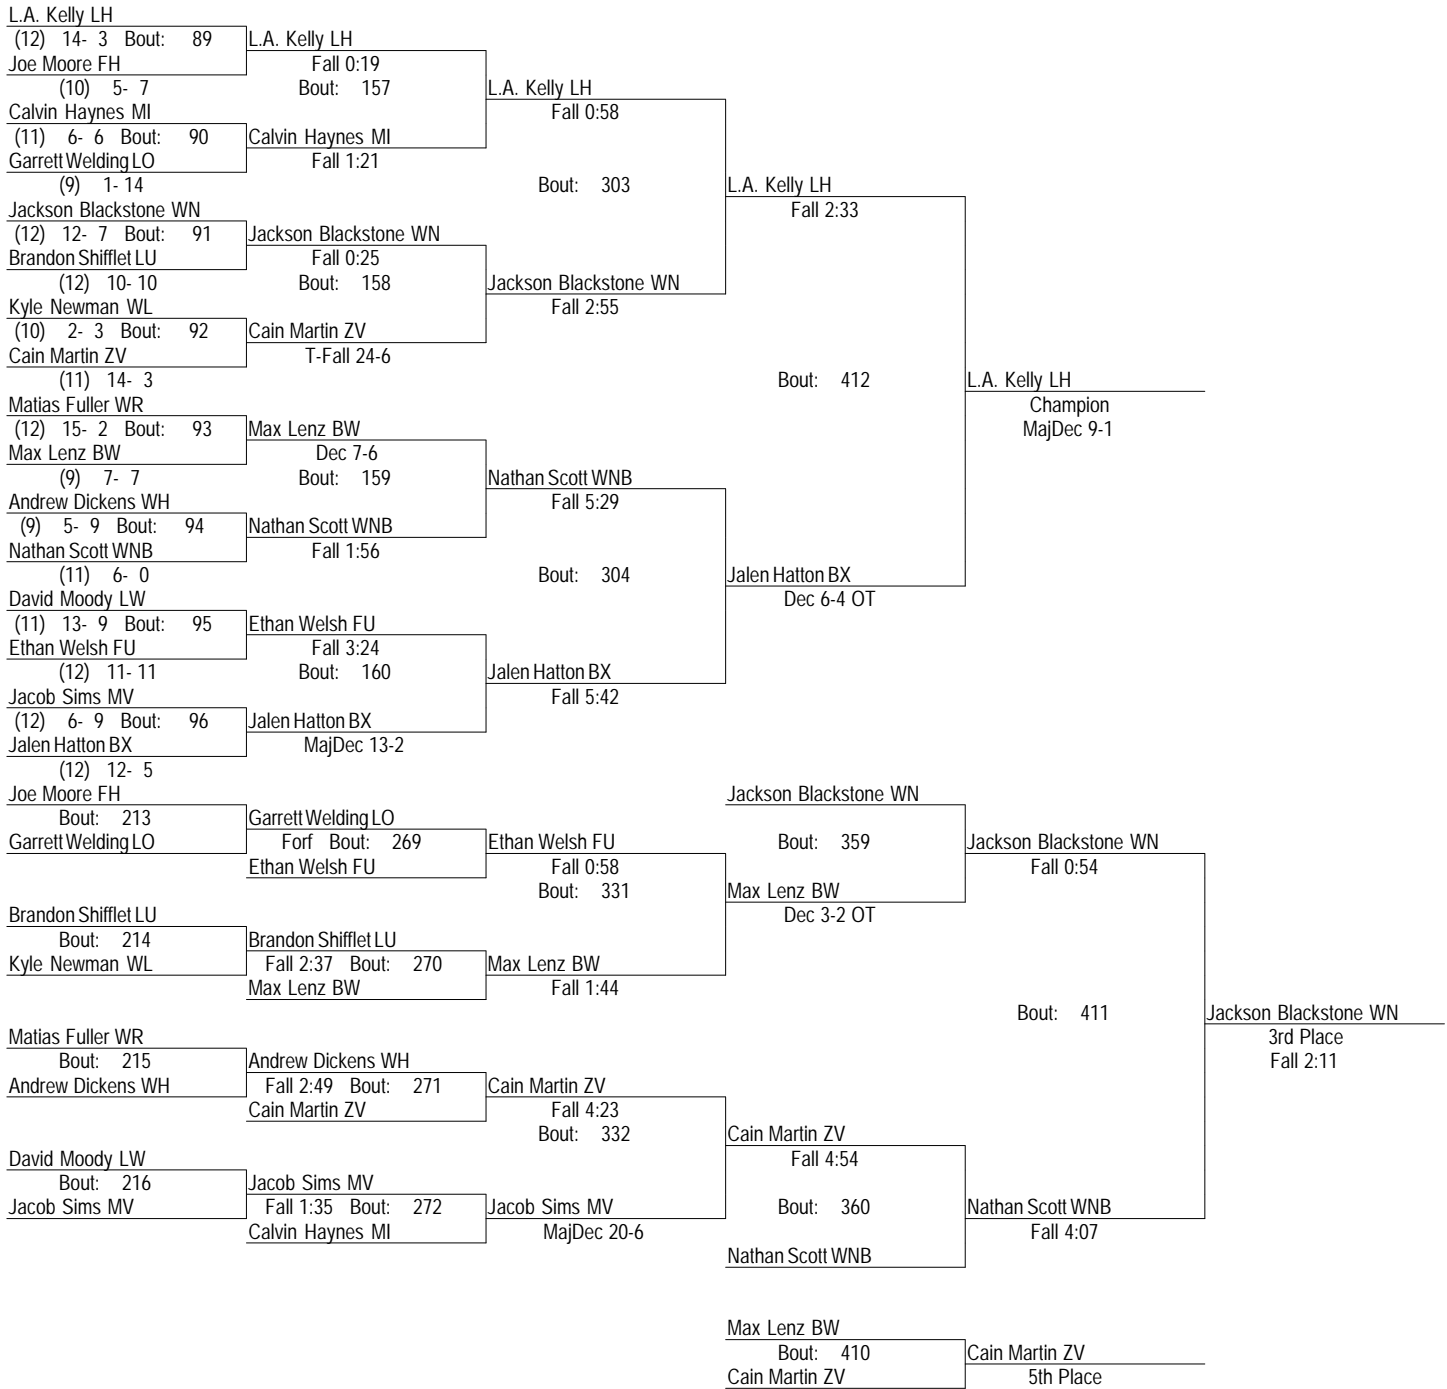 L.A. Kelly LH
(12) 14- 3 Bout: 89 L.A. Kelly LH
Joe Moore FH Fall 0:19
(10) 5- 7 Bout: 157 L.A. Kelly LH
Calvin Haynes MI Fall 0:58
(11) 6- 6 Bout: 90 Calvin Haynes MI
Garrett Welding LO Fall 1:21
(9) 1- 14 Bout: 303 L.A. Kelly LH
Jackson Blackstone WN Fall 2:33
(12) 12- 7 Bout: 91 Jackson Blackstone WN
Brandon Shifflet LU Fall 0:25
(12) 10- 10 Bout: 158 Jackson Blackstone WN
Kyle Newman WL Fall 2:55
(10) 2- 3 Bout: 92 Cain Martin ZV
Cain Martin ZV T-Fall 24-6
(11) 14- 3 Bout: 412 L.A. Kelly LH
Matias Fuller WR Champion
(12) 15- 2 Bout: 93 Max Lenz BW MajDec 9-1
Max Lenz BW Dec 7-6
(9) 7- 7 Bout: 159 Nathan Scott WNB
Andrew Dickens WH Fall 5:29
(9) 5- 9 Bout: 94 Nathan Scott WNB
Nathan Scott WNB Fall 1:56
(11) 6- 0 Bout: 304 Jalen Hatton BX
David Moody LW Dec 6-4 OT
(11) 13- 9 Bout: 95 Ethan Welsh FU
Ethan Welsh FU Fall 3:24
(12) 11- 11 Bout: 160 Jalen Hatton BX
Jacob Sims MV Fall 5:42
(12) 6- 9 Bout: 96 Jalen Hatton BX
Jalen Hatton BX MajDec 13-2
(12) 12- 5
Joe Moore FH Jackson Blackstone WN
Bout: 213 Garrett Welding LO
Garrett Welding LO Forf Bout: 269 Ethan Welsh FU Bout: 359 Jackson Blackstone WN
Ethan Welsh FU Fall 0:58 Fall 0:54
Bout: 331 Max Lenz BW
Brandon Shifflet LU Dec 3-2 OT
Bout: 214 Brandon Shifflet LU
Kyle Newman WL Fall 2:37 Bout: 270 Max Lenz BW
Max Lenz BW Fall 1:44
Bout: 411 Jackson Blackstone WN
Matias Fuller WR 3rd Place
Bout: 215 Andrew Dickens WH Fall 2:11
Andrew Dickens WH Fall 2:49 Bout: 271 Cain Martin ZV
Cain Martin ZV Fall 4:23
Bout: 332 Cain Martin ZV
David Moody LW Fall 4:54
Bout: 216 Jacob Sims MV
Jacob Sims MV Fall 1:35 Bout: 272 Jacob Sims MV Bout: 360 Nathan Scott WNB
Calvin Haynes MI MajDec 20-6 Fall 4:07
Nathan Scott WNB
Max Lenz BW
Bout: 410 Cain Martin ZV
Cain Martin ZV 5th Place